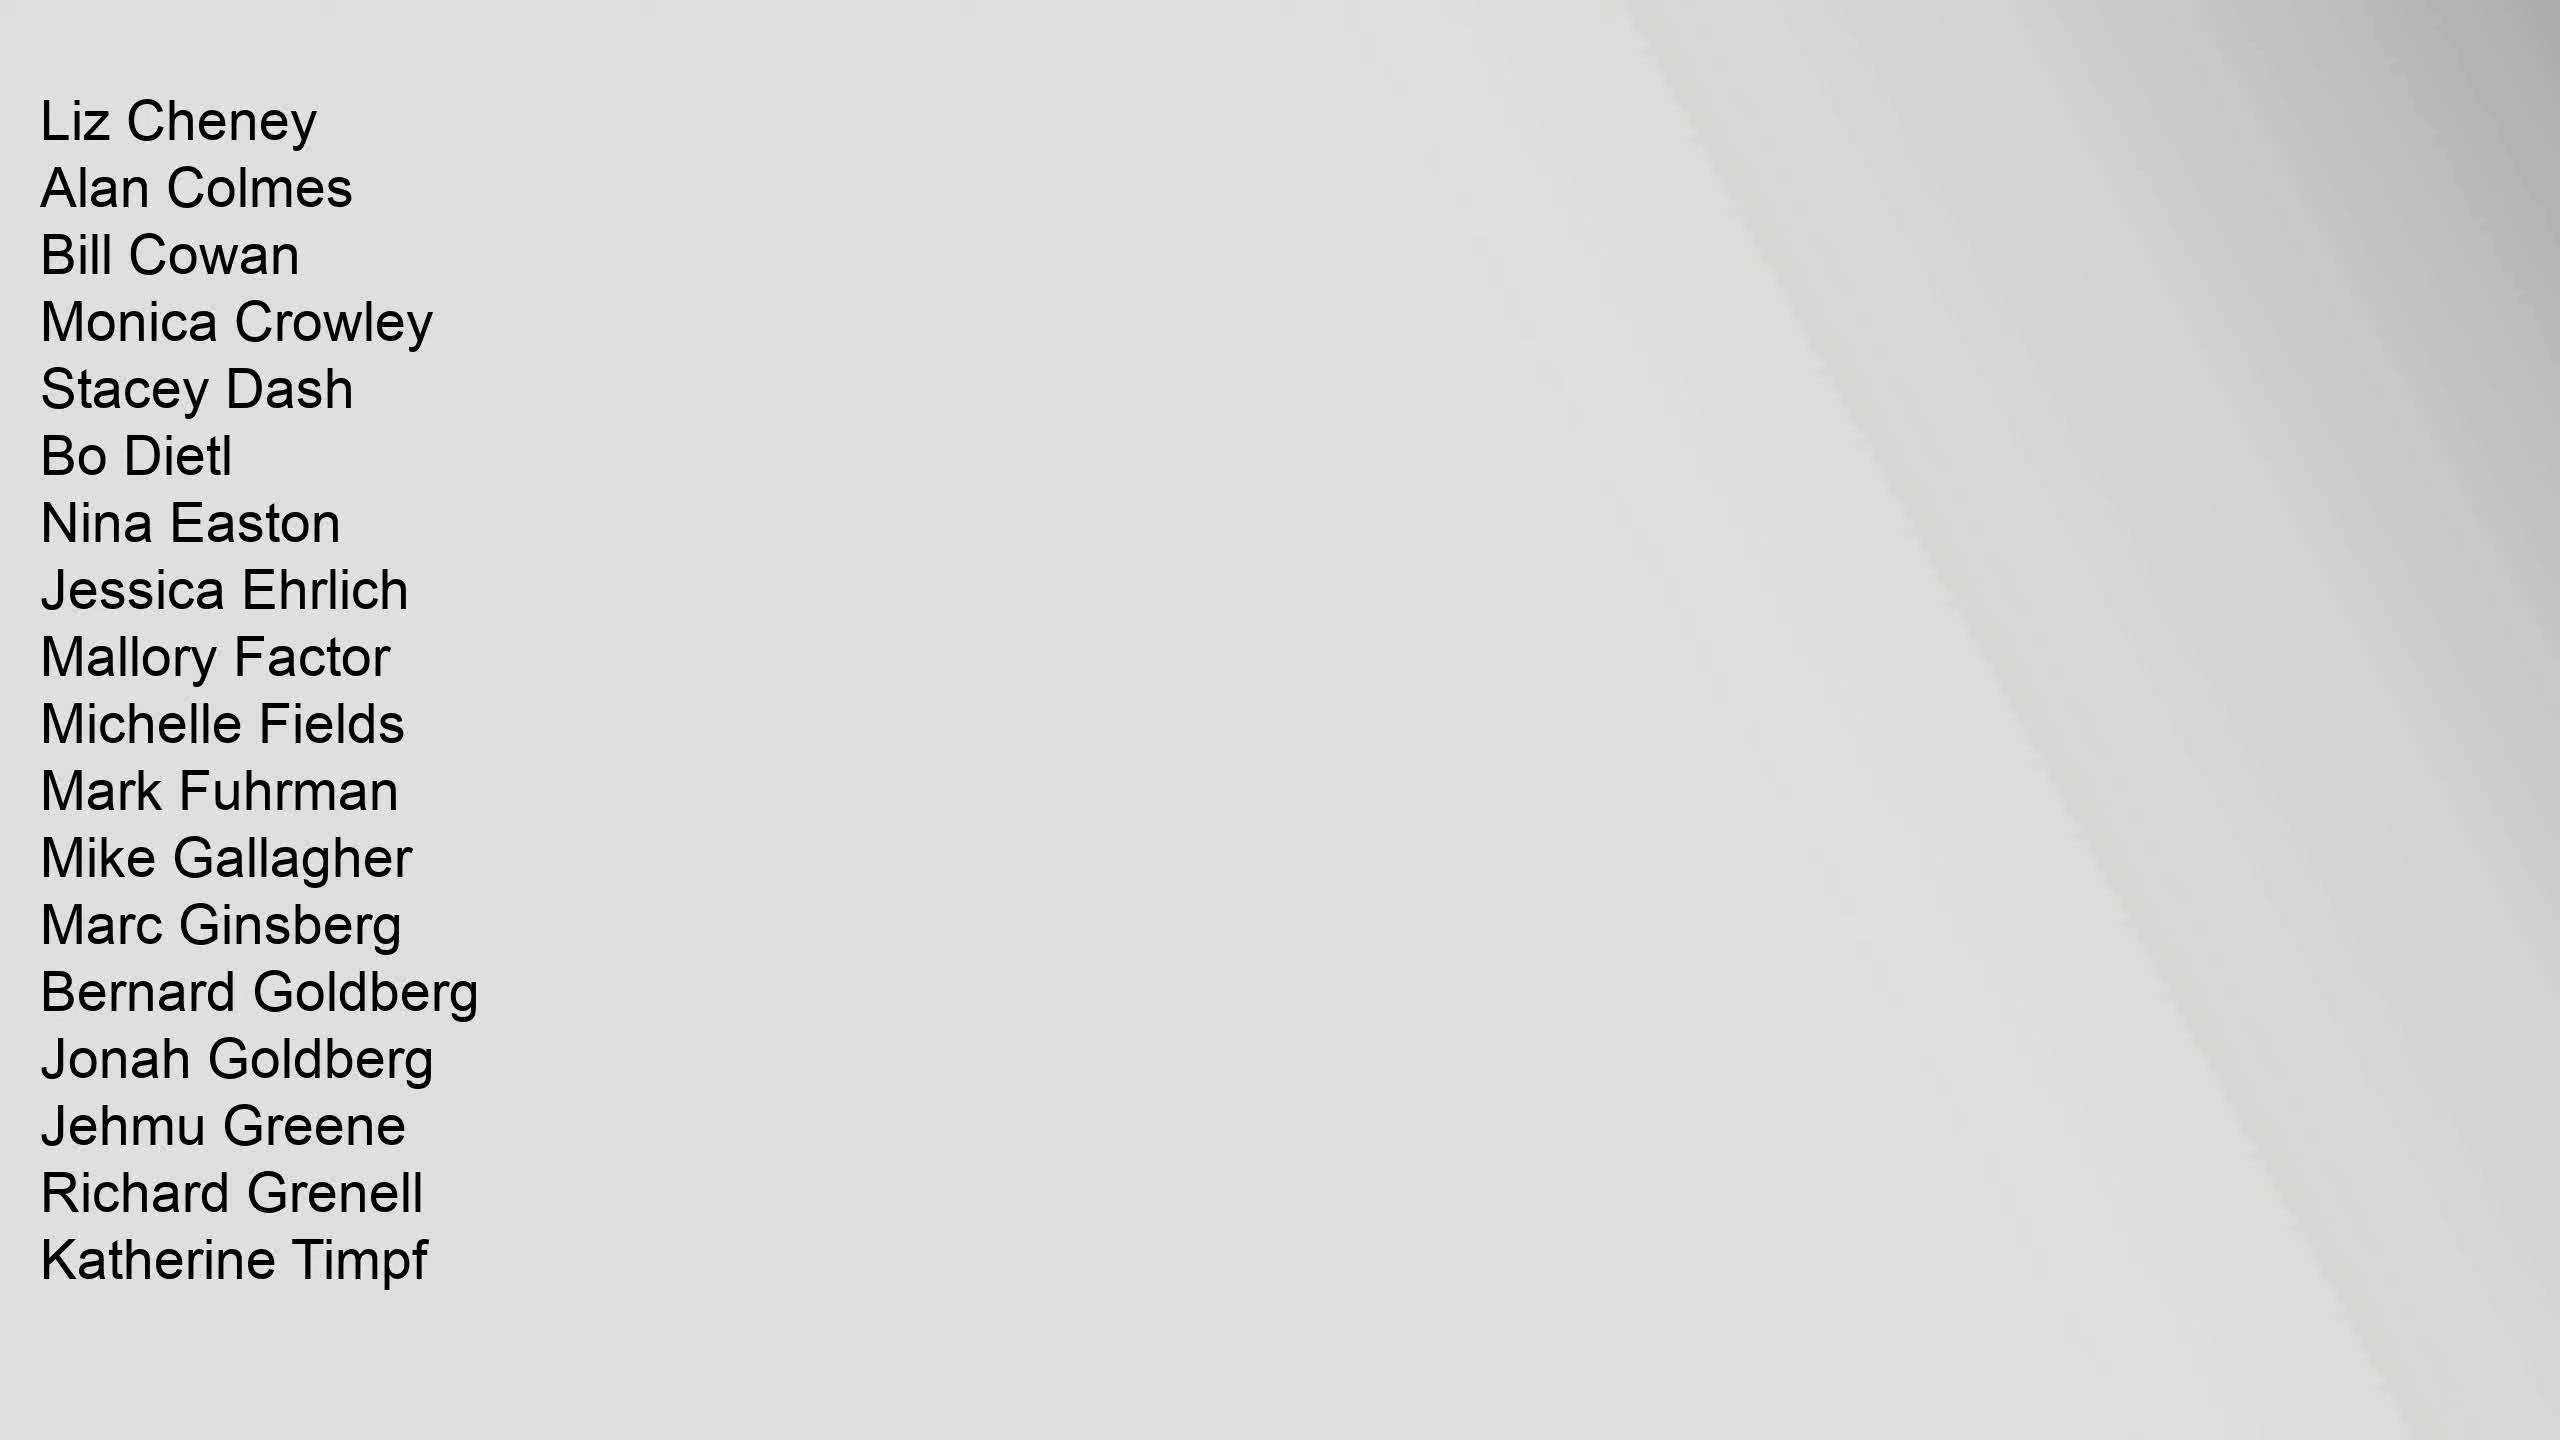 Liz Cheney
Alan Colmes
Bill Cowan
Monica Crowley
Stacey Dash
Bo Dietl
Nina Easton
Jessica Ehrlich
Mallory Factor
Michelle Fields
Mark Fuhrman
Mike Gallagher
Marc Ginsberg
Bernard Goldberg
Jonah Goldberg
Jehmu Greene
Richard Grenell
Katherine Timpf